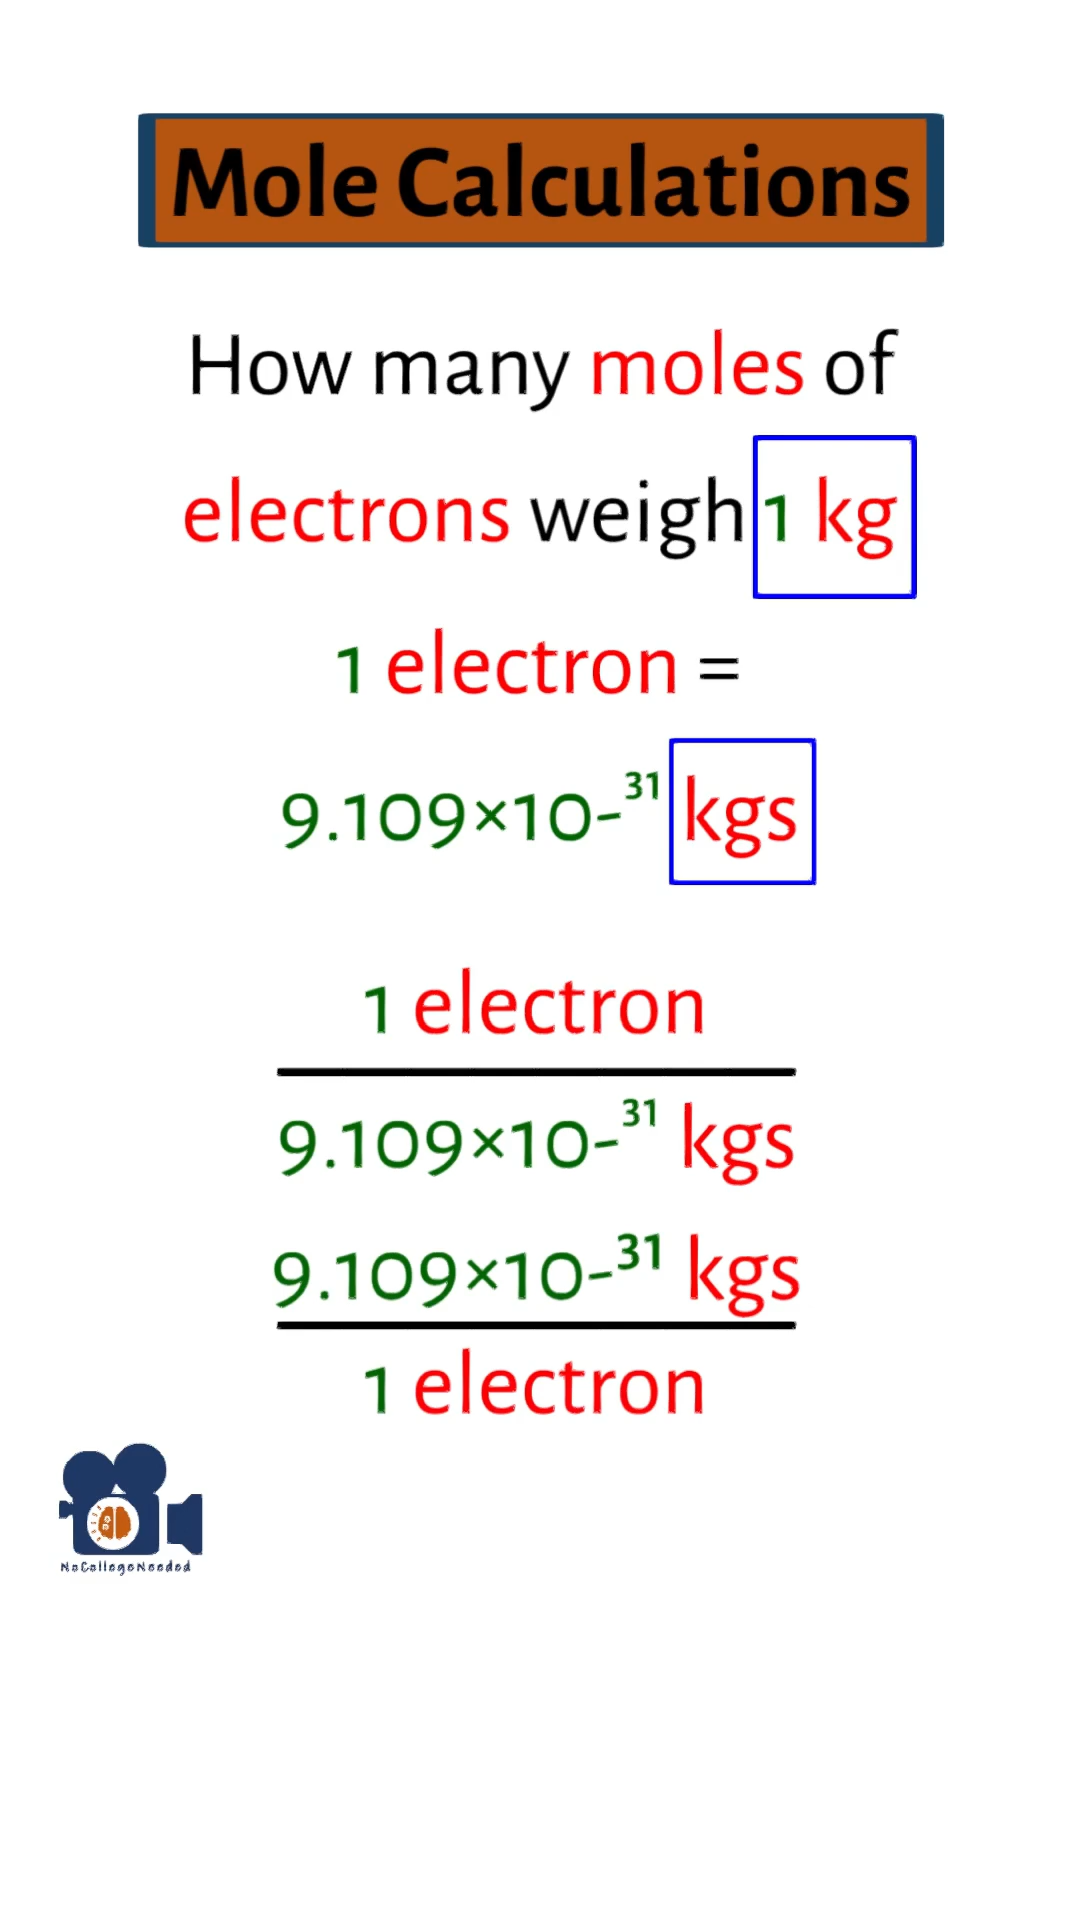 Mole Calculations
How many moles of
electrons weigh 1 kg
1 electron =
9.109×10-³¹ kgs
1 electron
9.109×10-³¹ kgs
9.109×10-³¹ kgs
1 electron
NoCollegeNeeded